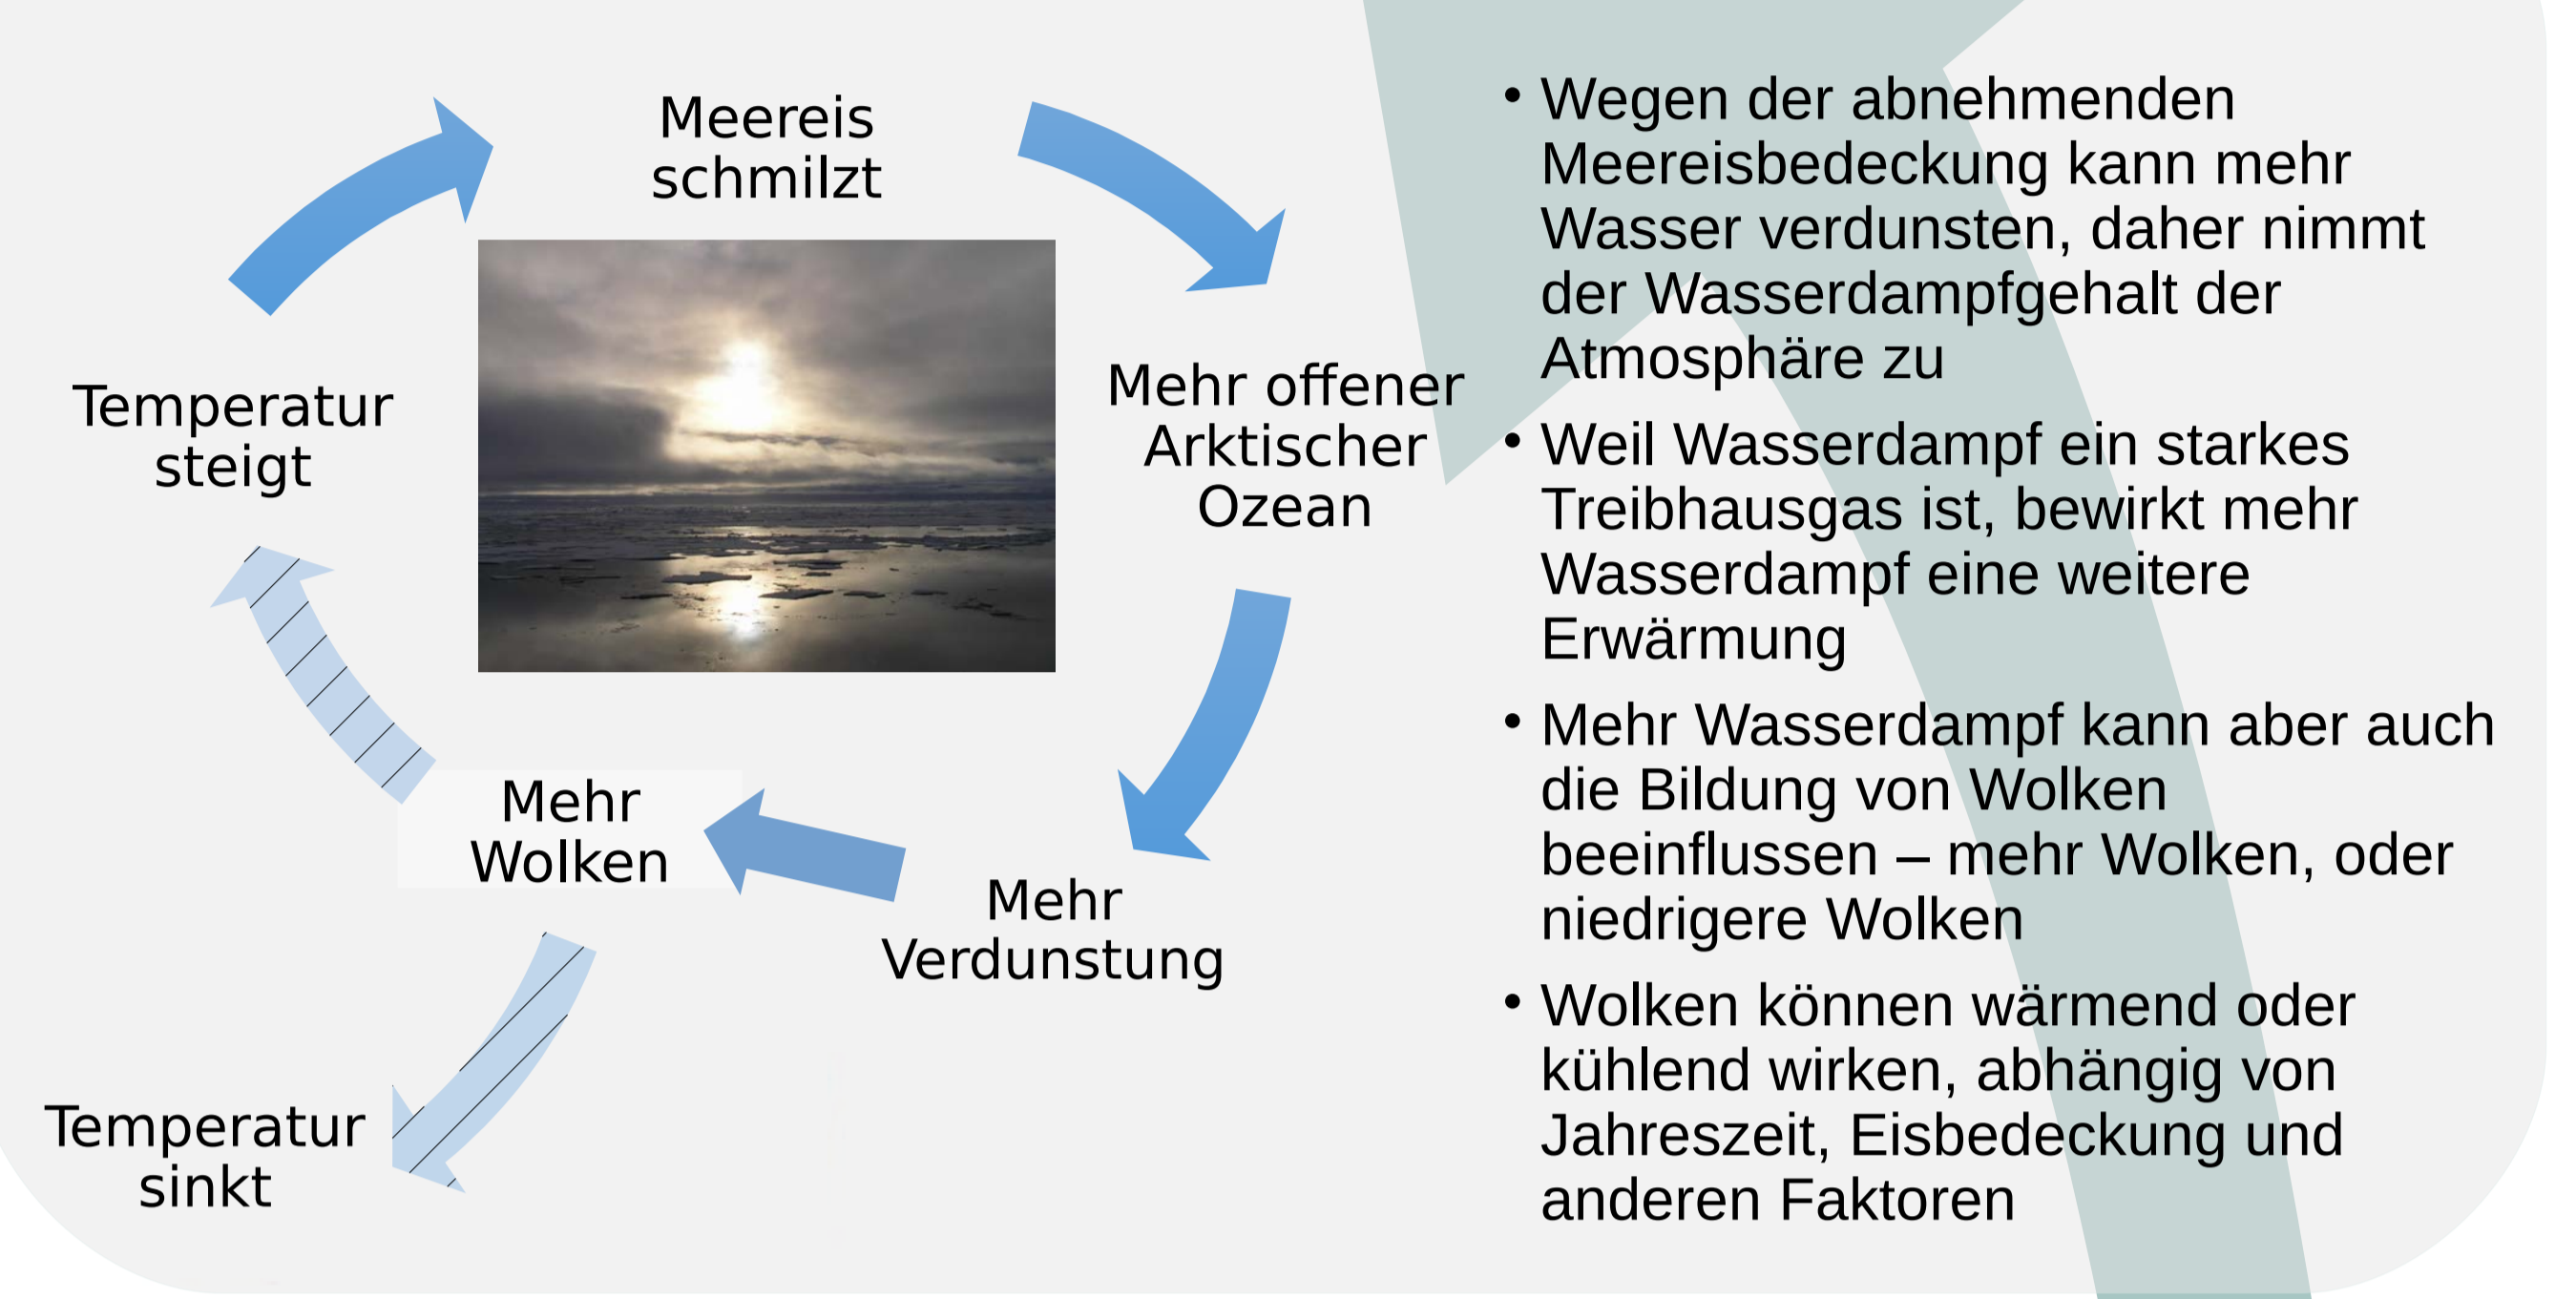 Meereis
schmilzt
Mehr offener
Arktischer
Ozean
Mehr
Verdunstung
Mehr
Wolken
Temperatur
steigt
Temperatur
sinkt
• Wegen der abnehmenden
Meereisbedeckung kann mehr
Wasser verdunsten, daher nimmt
der Wasserdampfgehalt der
Atmosphäre zu
• Weil Wasserdampf ein starkes
Treibhausgas ist, bewirkt mehr
Wasserdampf eine weitere
Erwärmung
• Mehr Wasserdampf kann aber auch
die Bildung von Wolken
beeinflussen – mehr Wolken, oder
niedrigere Wolken
• Wolken können wärmend oder
kühlend wirken, abhängig von
Jahreszeit, Eisbedeckung und
anderen Faktoren